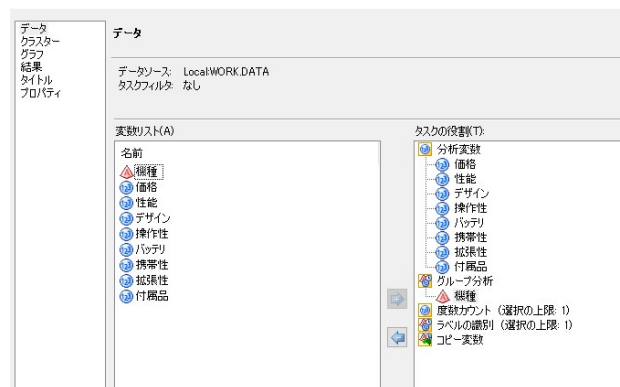 データ
クラスター
グラフ
結果
タイトル
プロパティ
データ
データソース: Local:WORK.DATA
タスクフィルタ: なし
変数リスト(A)
名前
機種
価格
性能
デザイン
操作性
バッテリ
携帯性
拡張性
付属品
タスクの役割(T):
分析変数
価格
性能
デザイン
操作性
バッテリ
携帯性
拡張性
付属品
グループ分析
機種
度数カウント (選択の上限: 1)
ラベルの識別 (選択の上限: 1)
コピー変数